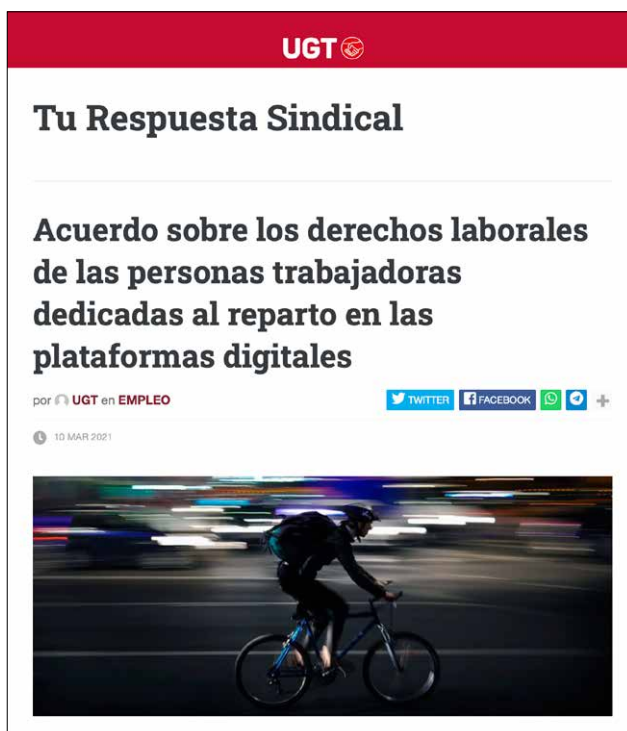 UGT
Tu Respuesta Sindical
Acuerdo sobre los derechos laborales
de las personas trabajadoras
dedicadas al reparto en las
plataformas digitales
por UGT en EMPLEO
TWITTER FACEBOOK
10 MAR 2021